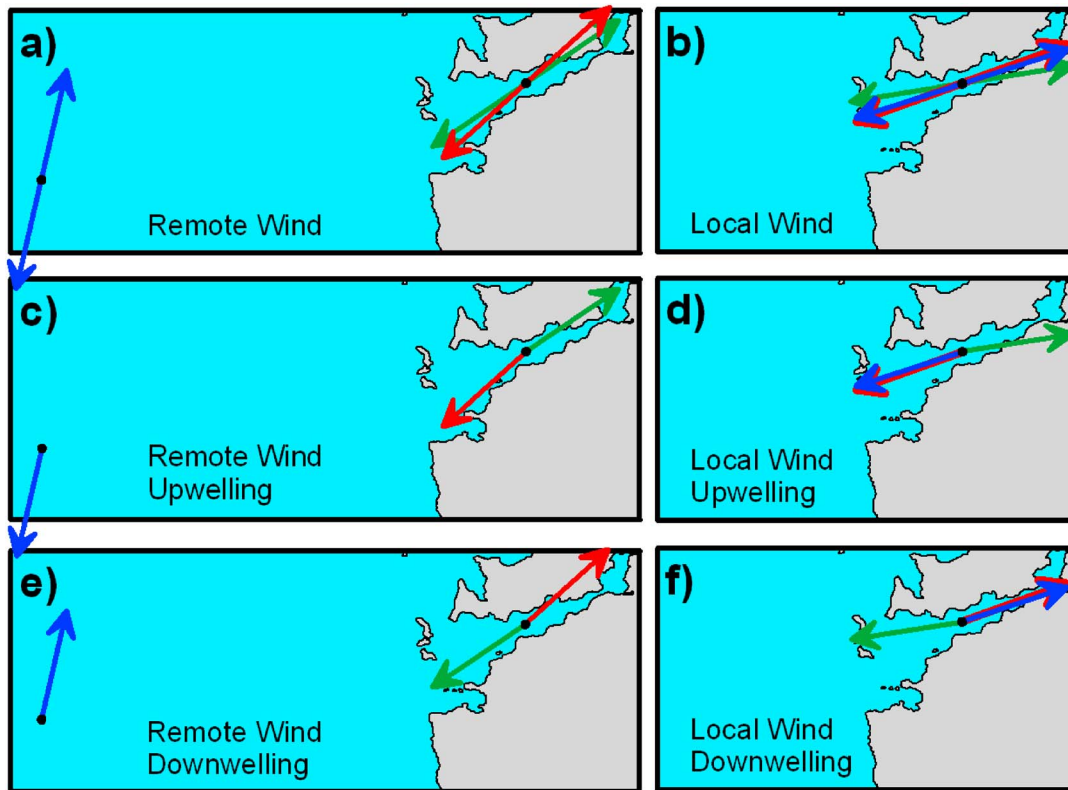 a)
Remote Wind
b)
Local Wind
c)
Remote Wind
Upwelling
d)
Local Wind
Upwelling
e)
Remote Wind
Downwelling
f)
Local Wind
Downwelling